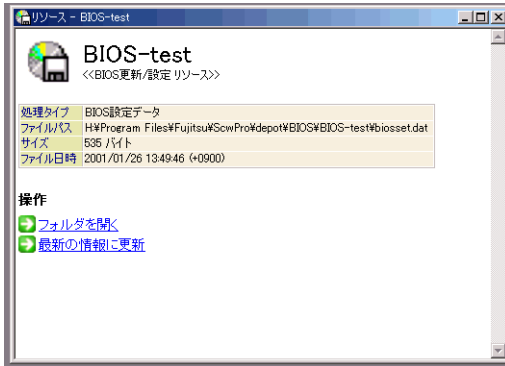 リソース - BIOS-test
BIOS-test
<<BIOS更新/設定 リソース>>
処理タイプ BIOS設定データ
ファイルパス H¥Program Files¥Fujitsu¥ScwPro¥depot¥BIOS¥BIOS-test¥biosset.dat
サイズ 535 バイト
ファイル日時 2001/01/26 13:49:46 (+0900)
操作
フォルダを開く
最新の情報に更新